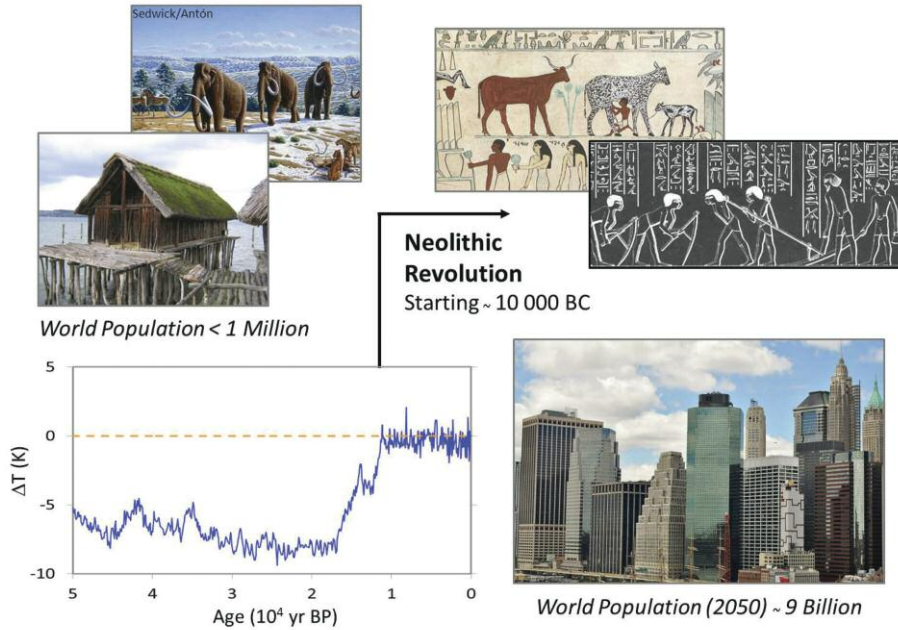 Sedwick/Antón
Neolithic
Revolution
Starting ~ 10 000 BC
World Population < 1 Million
5
0
-5
-10
ΔT (K)
5 4 3 2 1 0
Age (10⁴ yr BP)
World Population (2050) ~ 9 Billion